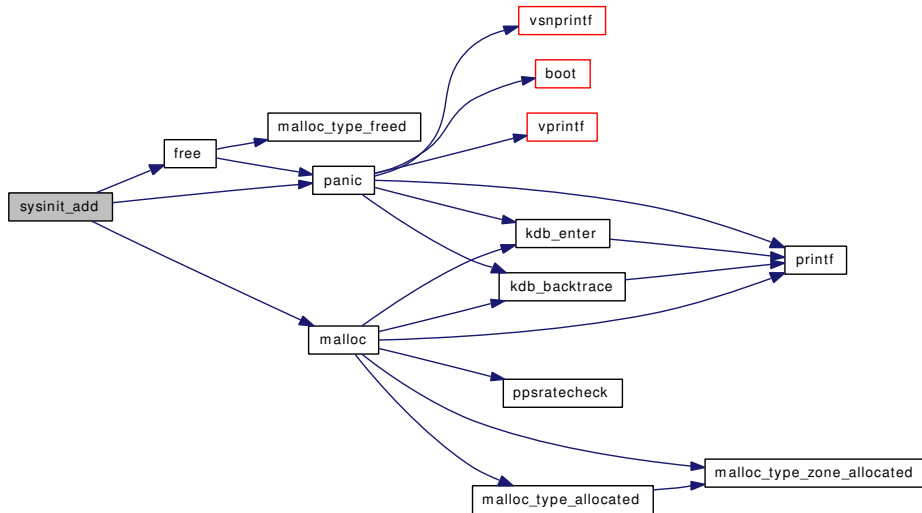 vsnprintf
boot
malloc_type_freed
vprintf
free
panic
sysinit_add
kdb_enter
printf
kdb_backtrace
malloc
ppsratecheck
malloc_type_zone_allocated
malloc_type_allocated